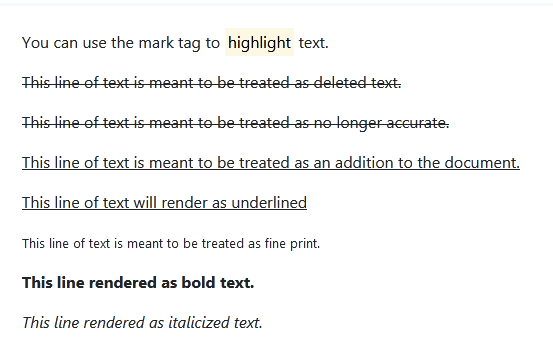 You can use the mark tag to highlight text.
This line of text is meant to be treated as deleted text.
This line of text is meant to be treated as no longer accurate.
This line of text is meant to be treated as an addition to the document.
This line of text will render as underlined
This line of text is meant to be treated as fine print.
This line rendered as bold text.
This line rendered as italicized text.